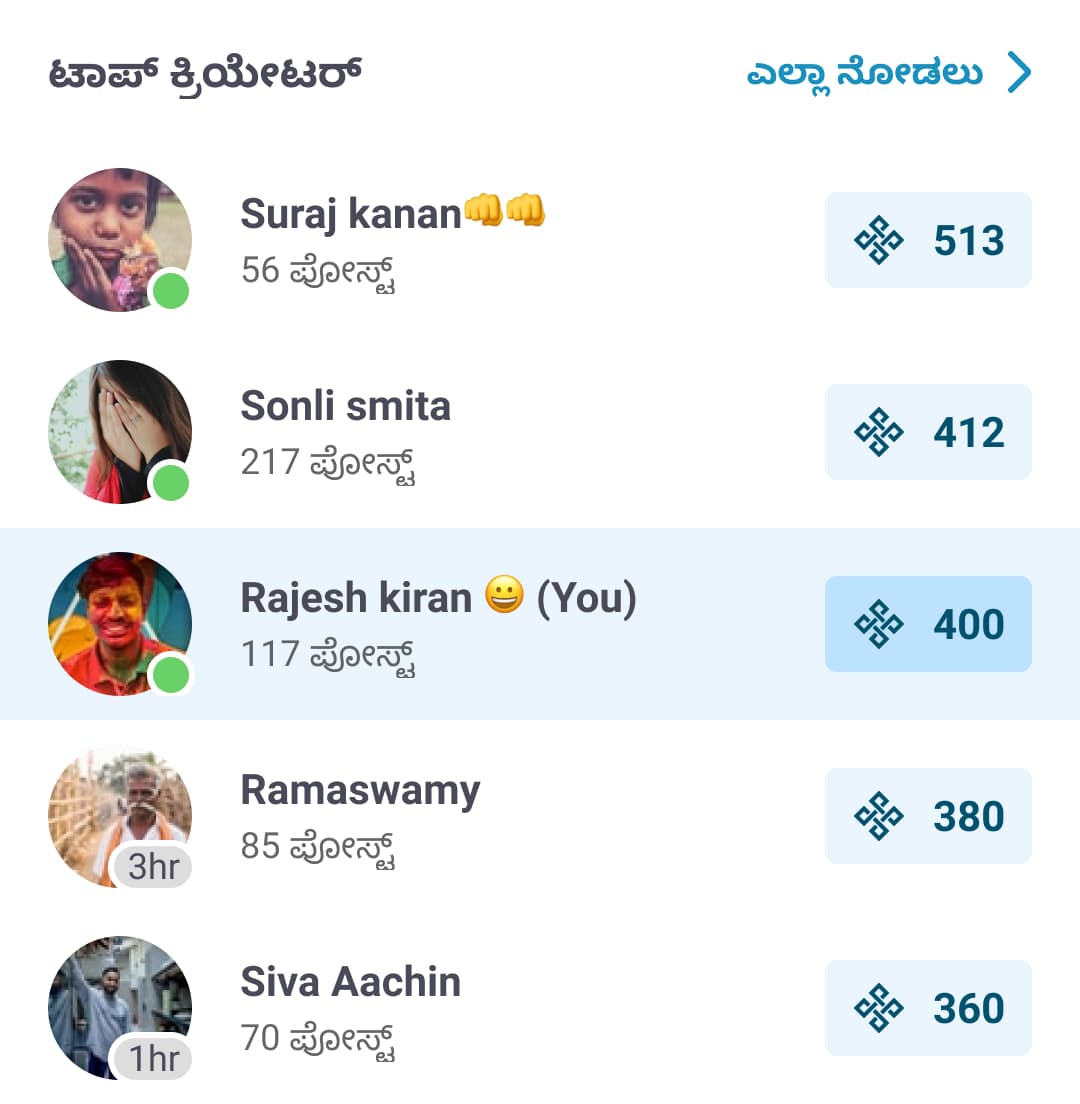 ಟಾಪ್ ಕ್ರಿಯೇಟರ್ ಎಲ್ಲಾ ನೋಡಲು
Suraj kanan👊👊
56 ಪೋಸ್ಟ್
513
Sonli smita
217 ಪೋಸ್ಟ್
412
Rajesh kiran 😀 (You)
117 ಪೋಸ್ಟ್
400
Ramaswamy
85 ಪೋಸ್ಟ್
3hr
380
Siva Aachin
70 ಪೋಸ್ಟ್
1hr
360